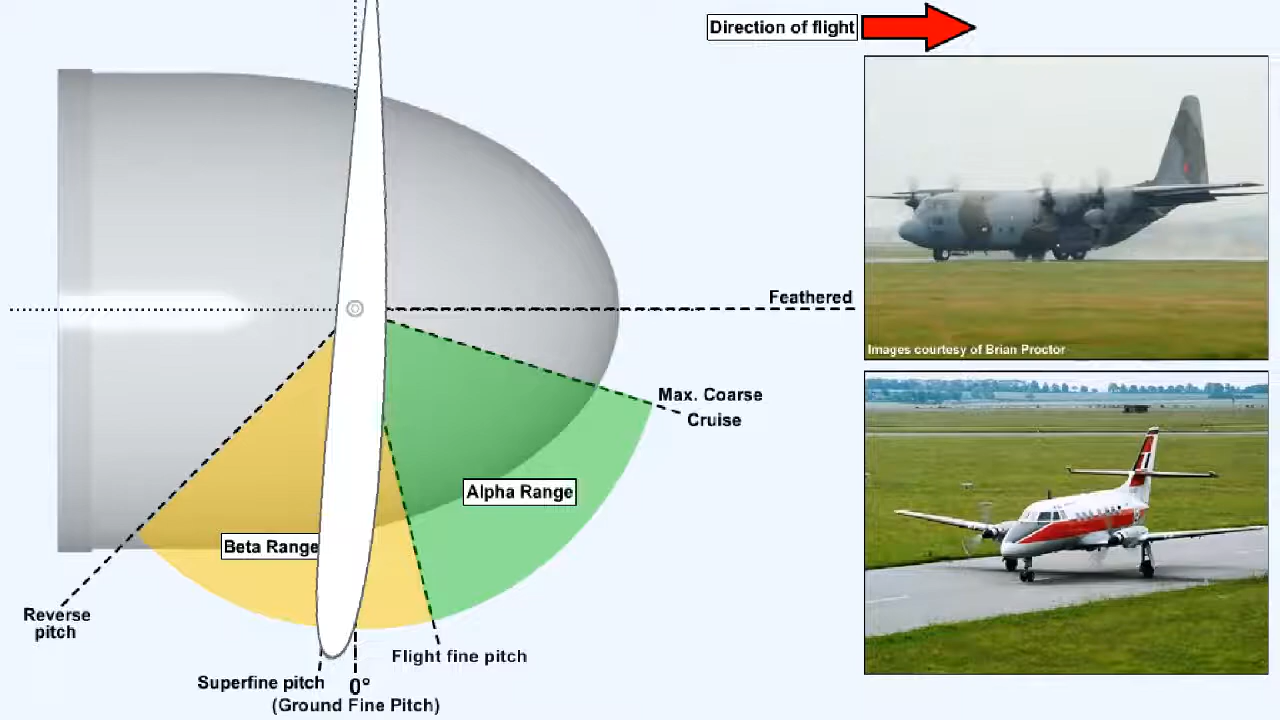 Direction of flight
Feathered
Images courtesy of Brian Proctor
Max. Coarse
Cruise
Alpha Range
Beta Range
Reverse
pitch
Flight fine pitch
Superfine pitch
0°
(Ground Fine Pitch)